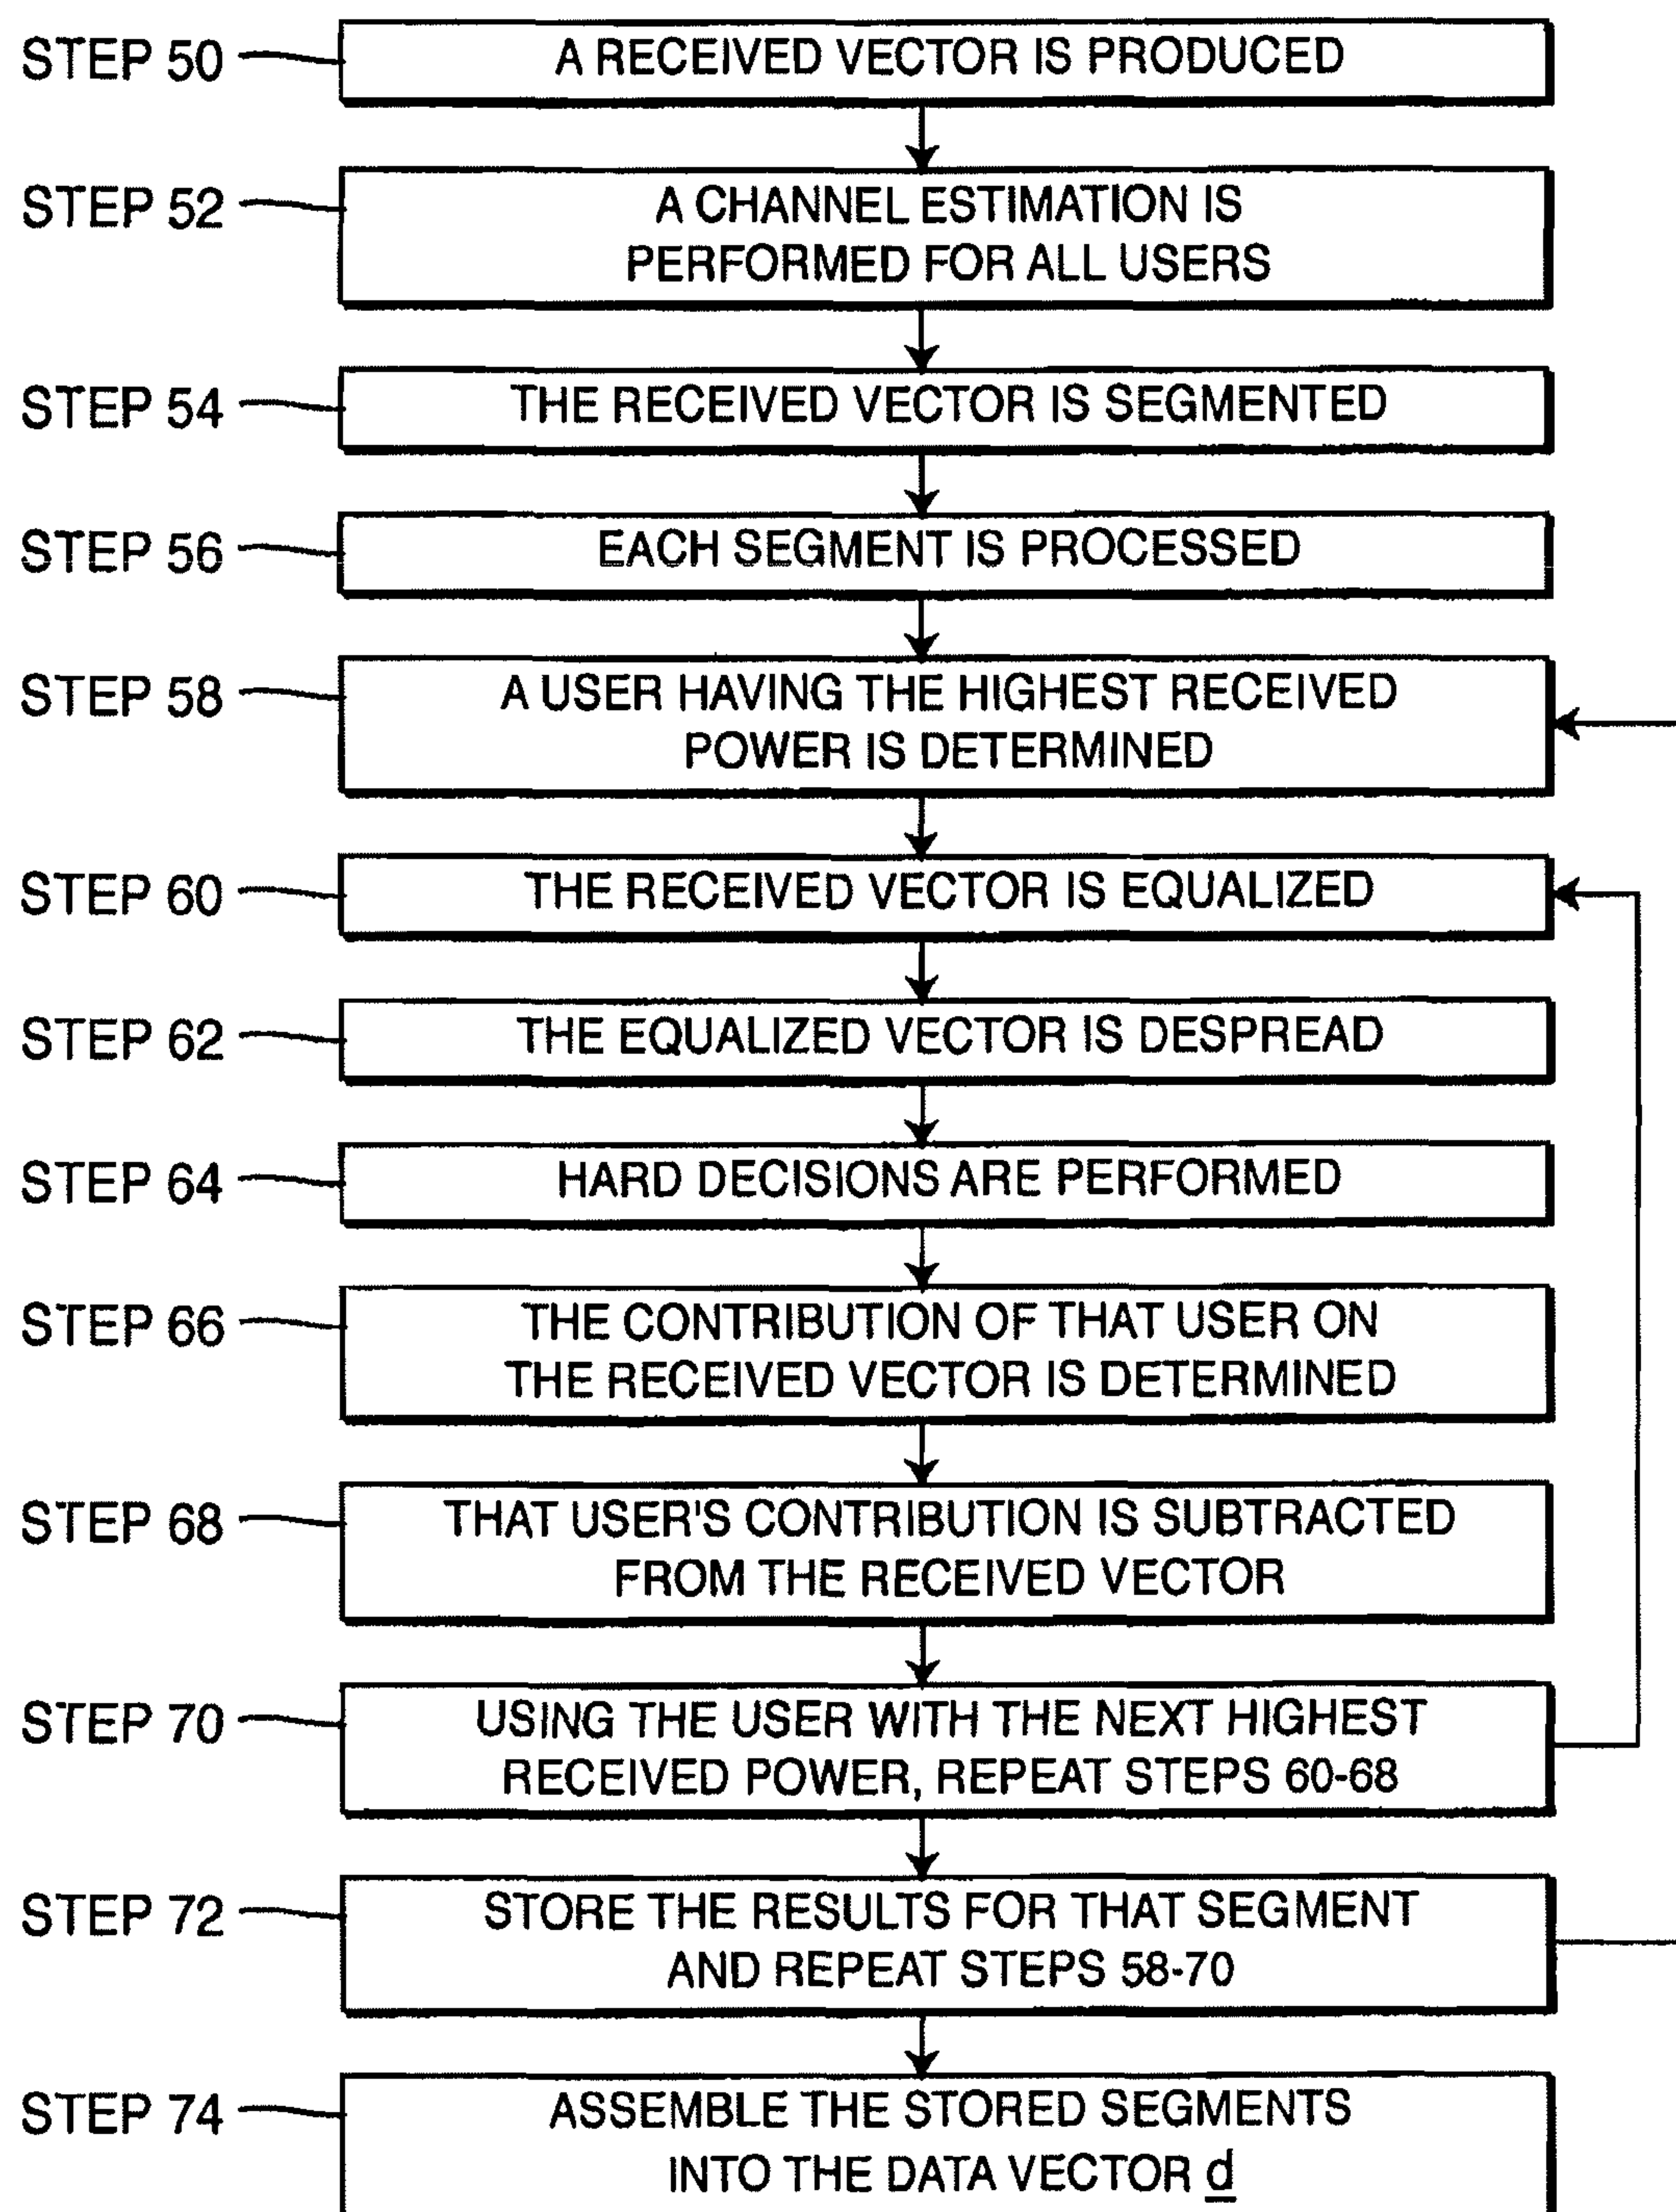 STEP 50
A RECEIVED VECTOR IS PRODUCED
STEP 52
A CHANNEL ESTIMATION IS
PERFORMED FOR ALL USERS
STEP 54
THE RECEIVED VECTOR IS SEGMENTED
STEP 56
EACH SEGMENT IS PROCESSED
STEP 58
A USER HAVING THE HIGHEST RECEIVED
POWER IS DETERMINED
STEP 60
THE RECEIVED VECTOR IS EQUALIZED
STEP 62
THE EQUALIZED VECTOR IS DESPREAD
STEP 64
HARD DECISIONS ARE PERFORMED
STEP 66
THE CONTRIBUTION OF THAT USER ON
THE RECEIVED VECTOR IS DETERMINED
STEP 68
THAT USER'S CONTRIBUTION IS SUBTRACTED
FROM THE RECEIVED VECTOR
STEP 70
USING THE USER WITH THE NEXT HIGHEST
RECEIVED POWER, REPEAT STEPS 60-68
STEP 72
STORE THE RESULTS FOR THAT SEGMENT
AND REPEAT STEPS 58-70
STEP 74
ASSEMBLE THE STORED SEGMENTS
INTO THE DATA VECTOR d